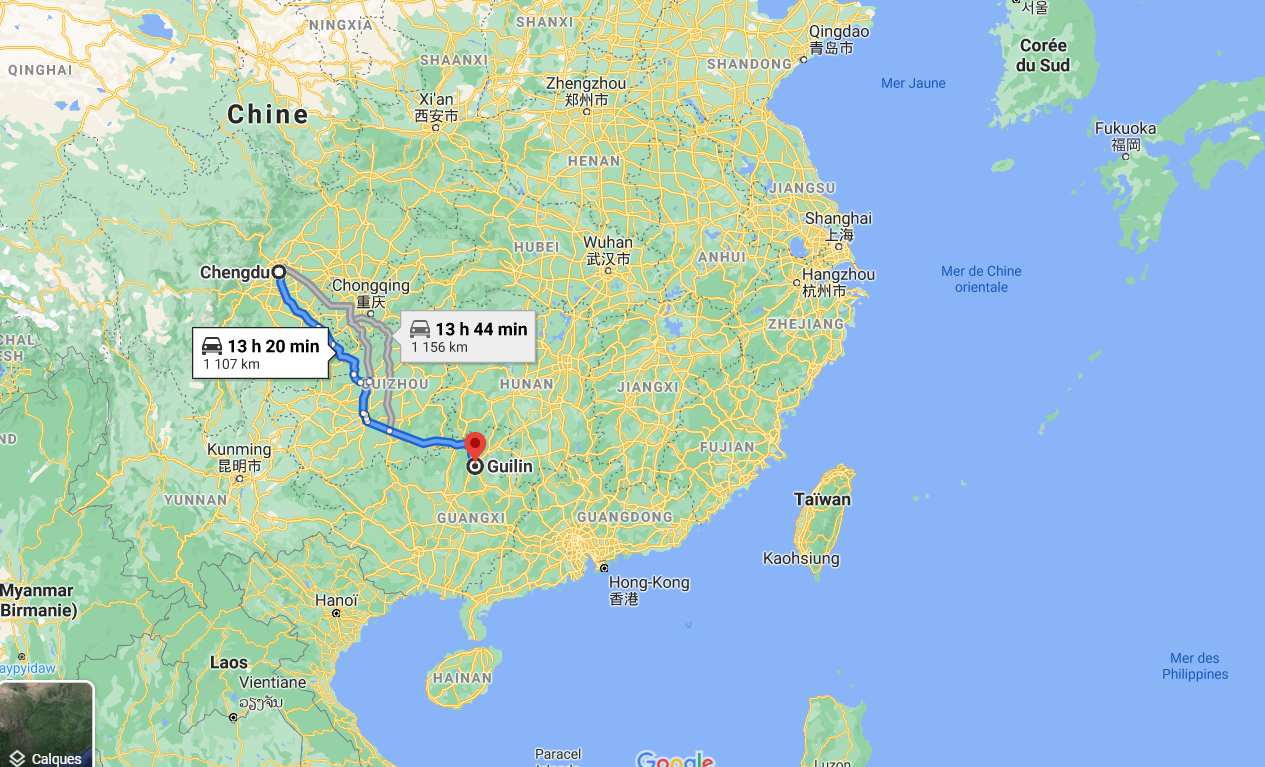 서울
NINGXIA
SHANXI
Qingdao
青岛市
Corée
du Sud
QINGHAI
SHAANXI
SHANDONG
Mer Jaune
Zhengzhou
郑州市
Xi'an
西安市
Chine
Fukuoka
福岡
HENAN
JIANGSU
Shanghai
上海
HUBEI
Wuhan
武汉市
ANHUI
Chengdu
Chongqing
重庆
Hangzhou
杭州市
Mer de Chine
orientale
13 h 44 min
1 156 km
ZHEJIANG
13 h 20 min
1 107 km
GUIZHOU
HUNAN
JIANGXI
Kunming
昆明市
Guilin
FUJIAN
YUNNAN
Taïwan
GUANGXI
GUANGDONG
Kaohsiung
Hong-Kong
香港
Myanmar
(Birmanie)
Hanoï
Laos
aypyidaw
Vientiane
ວຽງຈັນ
HAINAN
Mer des
Philippines
Calques
Paracel
Google
Luzon